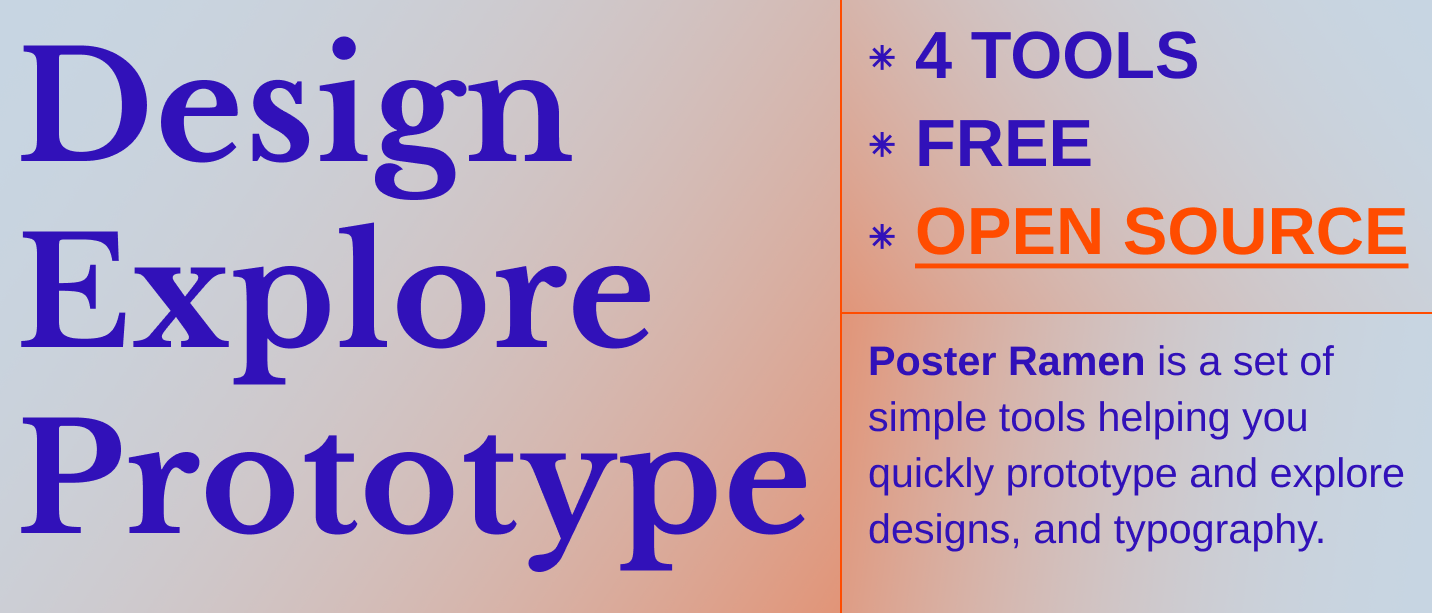 Design
Explore
Prototype
4 TOOLS
FREE
OPEN SOURCE
Poster Ramen is a set of
simple tools helping you
quickly prototype and explore
designs, and typography.